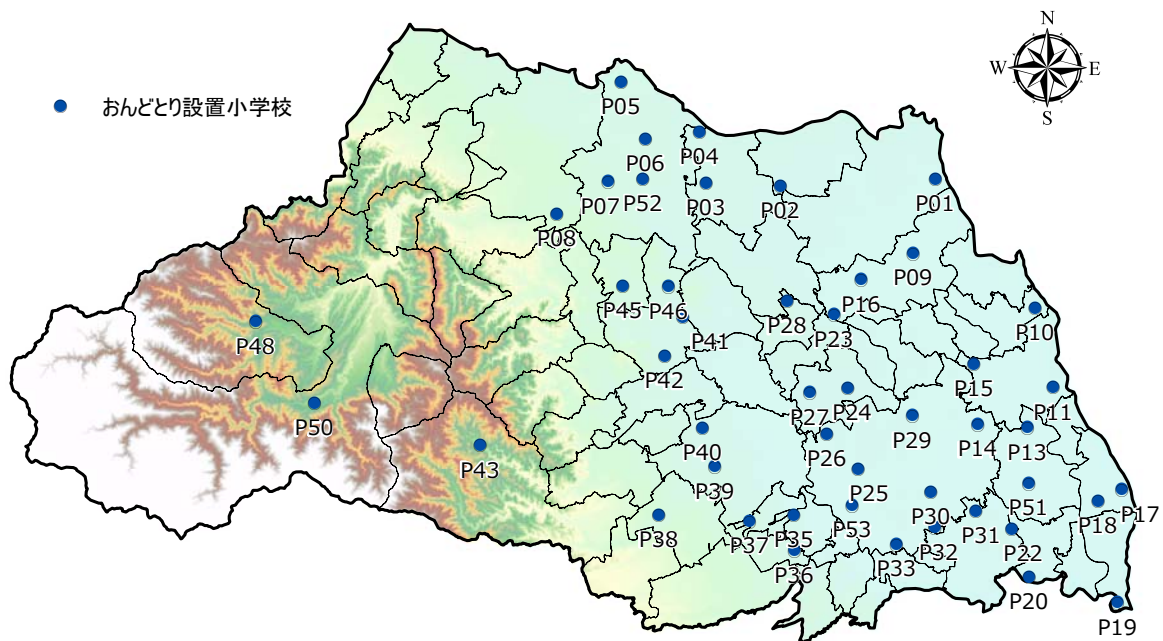 N
W
E
S
おんどとり設置小学校
P05
P06
P04
P07
P52
P03
P02
P01
P08
P09
P45
P46
P16
P28
P23
P10
P41
P48
P42
P15
P27
P24
P11
P50
P29
P14
P13
P40
P26
P43
P39
P25
P51
P30
P17
P53
P18
P38
P37
P35
P31
P32
P22
P36
P33
P20
P19